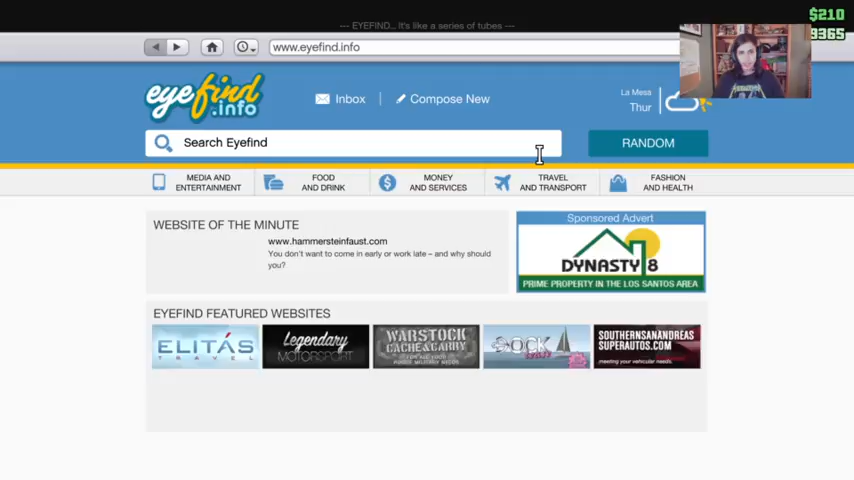 $210
--- EYEFIND... It's like a series of tubes ---
9365
www.eyefind.info
eyefind
.info
Inbox
Compose New
La Mesa
Thur
Search Eyefind
RANDOM
MEDIA AND
ENTERTAINMENT
FOOD
AND DRINK
MONEY
AND SERVICES
TRAVEL
AND TRANSPORT
FASHION
AND HEALTH
WEBSITE OF THE MINUTE
www.hammersteinfaust.com
You don't want to come in early or work late – and why should
you?
Sponsored Advert
DYNASTY 8
PRIME PROPERTY IN THE LOS SANTOS AREA
EYEFIND FEATURED WEBSITES
ELITÁS
TRAVEL
Legendary
MOTORSPORT
WARSTOCK
CACHE & CARRY
DOCK
SOUTHERNSANANDREAS
SUPERAUTOS.COM
meeting your vehicular needs.